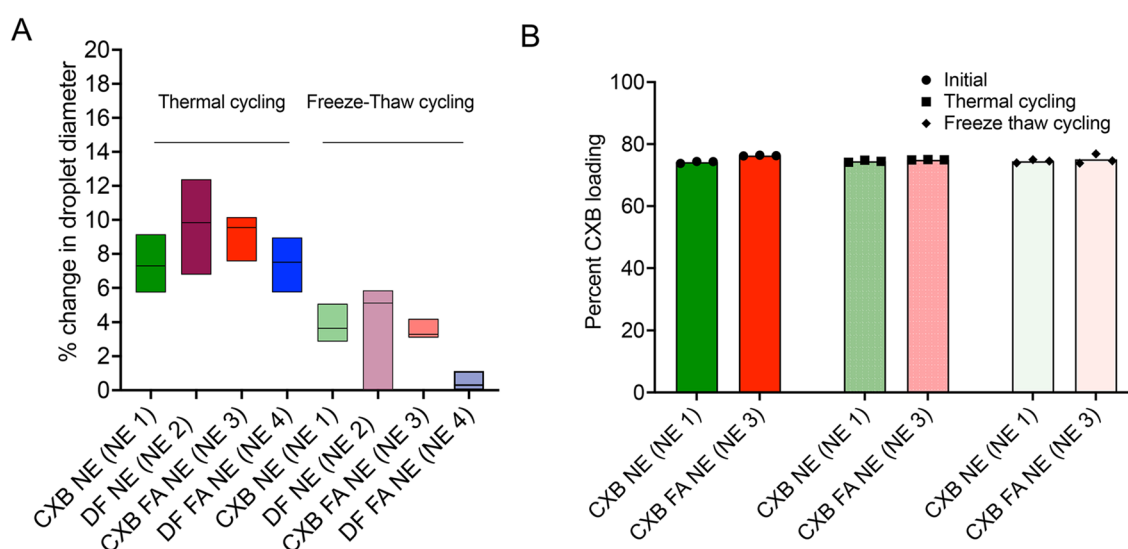 A
% change in droplet diameter
20
18
16
14
12
10
8
6
4
2
0
Thermal cycling
Freeze-Thaw cycling
CXB NE (NE 1)
DF NE (NE 2)
CXB FA NE (NE 3)
DF FA NE (NE 4)
CXB NE (NE 1)
DF NE (NE 2)
CXB FA NE (NE 3)
DF FA NE (NE 4)
B
Percent CXB loading
100
80
60
40
20
0
Initial
Thermal cycling
Freeze thaw cycling
CXB NE (NE 1)
CXB FA NE (NE 3)
CXB NE (NE 1)
CXB FA NE (NE 3)
CXB NE (NE 1)
CXB FA NE (NE 3)